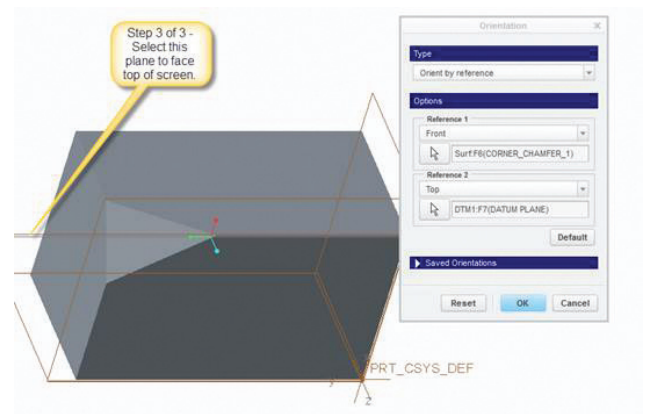 Step 3 of 3 -
Select this
plane to face
top of screen.
Orientation
Type
Orient by reference
Options
Reference 1
Front
Surf:F6(CORNER_CHAMFER_1)
Reference 2
Top
DTM1:F7(DATUM PLANE)
Default
Saved Orientations
Reset
OK
Cancel
PRT_CSYS_DEF
y
z